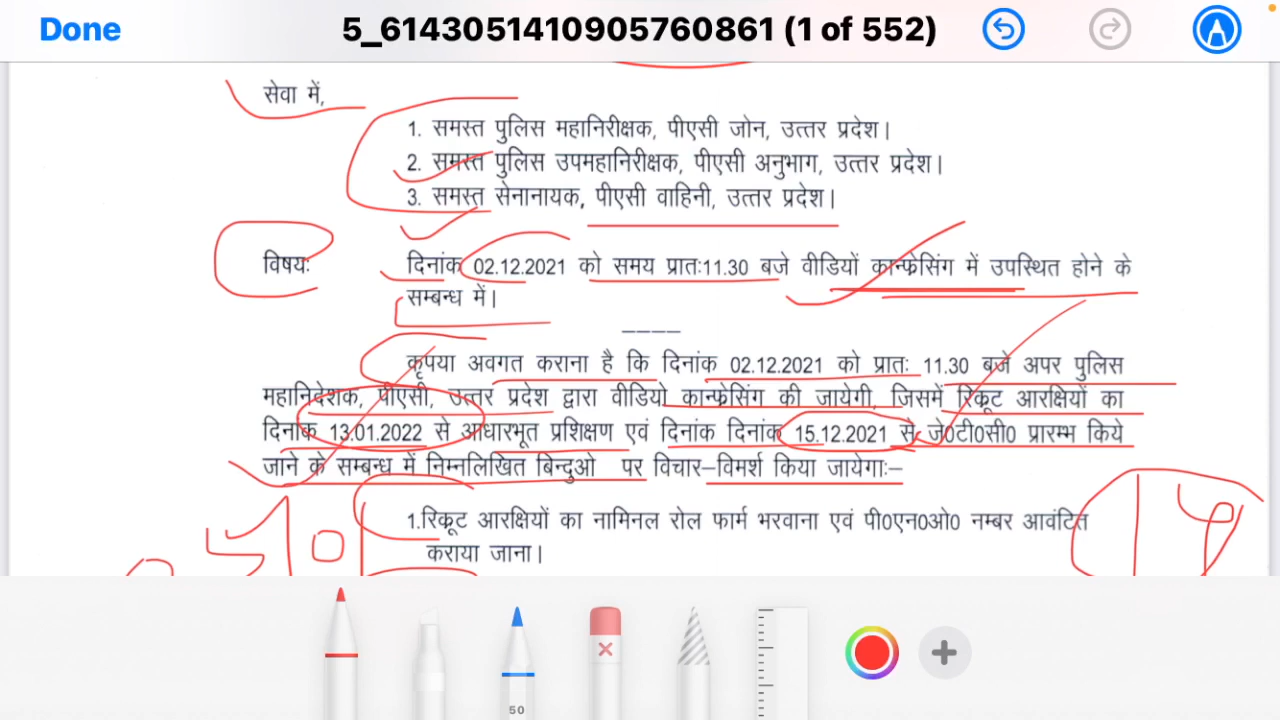 Done
5_6143051410905760861 (1 of 552)
सेवा में,
1. समस्त पुलिस महानिरीक्षक, पीएसी जोन, उत्तर प्रदेश।
2. समस्त पुलिस उपमहानिरीक्षक, पीएसी अनुभाग, उत्तर प्रदेश।
3. समस्त सेनानायक, पीएसी वाहिनी, उत्तर प्रदेश।
विषयः दिनांक 02.12.2021 को समय प्रातः11.30 बजे वीडियों कान्फ्रेसिंग में उपस्थित होने के
सम्बन्ध में।
----
कृपया अवगत कराना है कि दिनांक 02.12.2021 को प्रातः 11.30 बजे अपर पुलिस
महानिदेशक, पीएसी, उत्तर प्रदेश द्वारा वीडियो कान्फ्रेसिंग की जायेगी, जिसमें रिक्रूट आरक्षियों का
दिनांक 13.01.2022 से आधारभूत प्रशिक्षण एवं दिनांक दिनांक 15.12.2021 से जे०टी०सी० प्रारम्भ किये
जाने के सम्बन्ध में निम्नलिखित बिन्दुओ पर विचार-विमर्श किया जायेगाः-
1.रिक्रूट आरक्षियों का नामिनल रोल फार्म भरवाना एवं पी०एन०ओ० नम्बर आवंटित
कराया जाना।
50